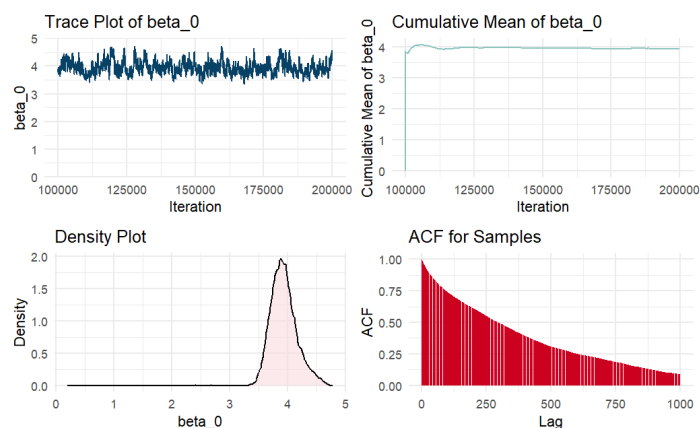 Trace Plot of beta_0
5
4
3
2
1
0
beta_0
100000 125000 150000 175000 200000
Iteration
Cumulative Mean of beta_0
4
3
2
1
0
Cumulative Mean of beta_0
100000 125000 150000 175000 200000
Iteration
Density Plot
2.0
1.5
1.0
0.5
0.0
Density
0 1 2 3 4 5
beta_0
ACF for Samples
1.00
0.75
0.50
0.25
0.00
ACF
0 250 500 750 1000
Lag